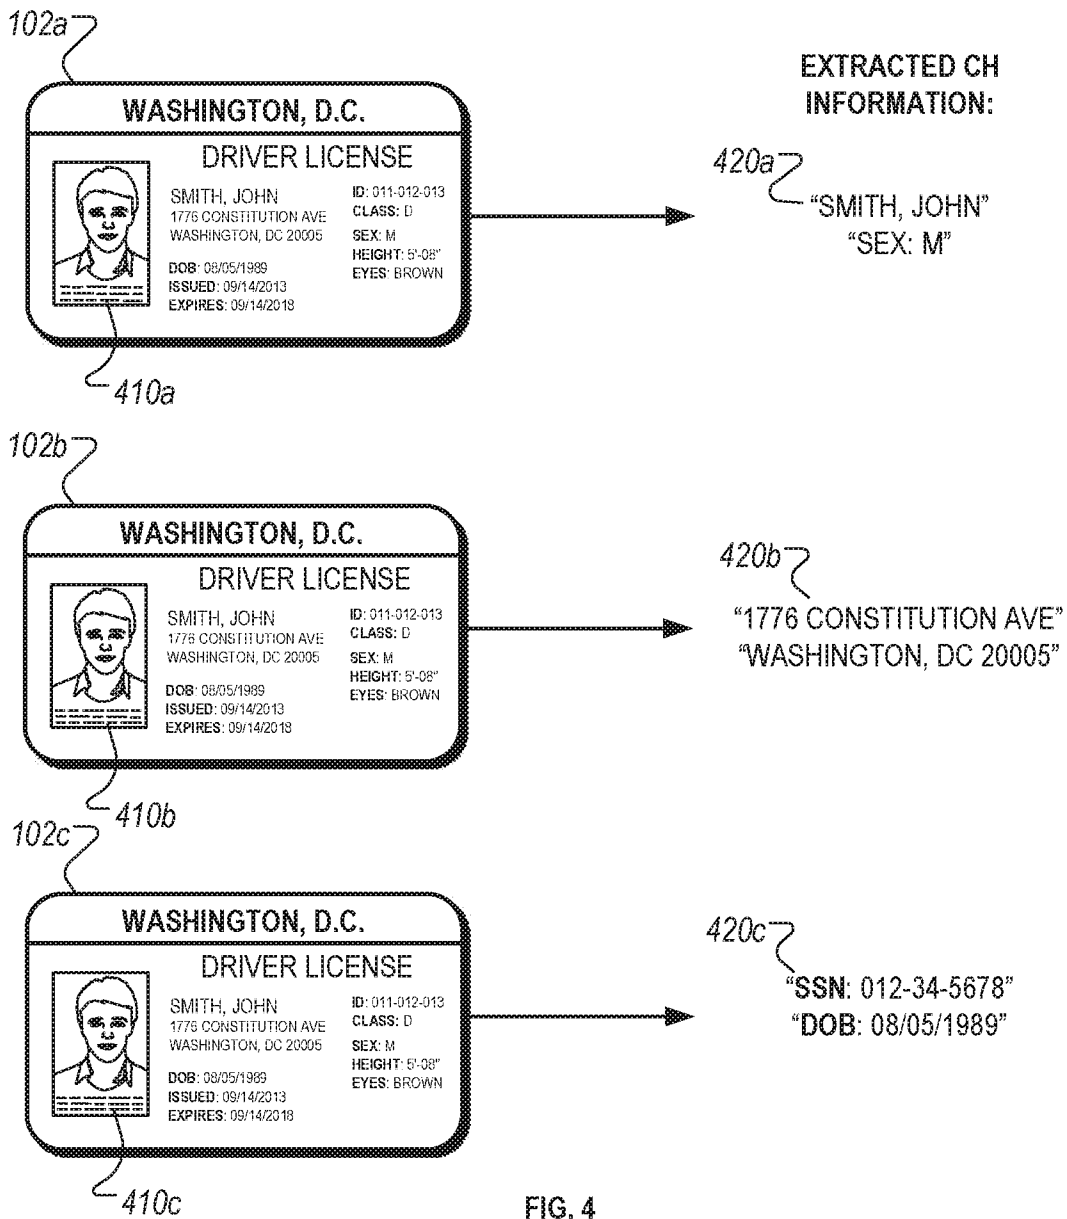 102a
EXTRACTED CH
INFORMATION:
WASHINGTON, D.C.
DRIVER LICENSE
SMITH, JOHN
1776 CONSTITUTION AVE
WASHINGTON, DC 20005
DOB: 08/05/1989
ISSUED: 09/14/2013
EXPIRES: 09/14/2018
ID: 011-012-013
CLASS: D
SEX: M
HEIGHT: 5'-08"
EYES: BROWN
410a
420a
“SMITH, JOHN”
“SEX: M”
102b
WASHINGTON, D.C.
DRIVER LICENSE
SMITH, JOHN
1776 CONSTITUTION AVE
WASHINGTON, DC 20005
DOB: 08/05/1989
ISSUED: 09/14/2013
EXPIRES: 09/14/2018
ID: 011-012-013
CLASS: D
SEX: M
HEIGHT: 5'-08"
EYES: BROWN
410b
420b
“1776 CONSTITUTION AVE”
“WASHINGTON, DC 20005”
102c
WASHINGTON, D.C.
DRIVER LICENSE
SMITH, JOHN
1776 CONSTITUTION AVE
WASHINGTON, DC 20005
DOB: 08/05/1989
ISSUED: 09/14/2013
EXPIRES: 09/14/2018
ID: 011-012-013
CLASS: D
SEX: M
HEIGHT: 5'-08"
EYES: BROWN
410c
420c
“SSN: 012-34-5678”
“DOB: 08/05/1989”
FIG. 4